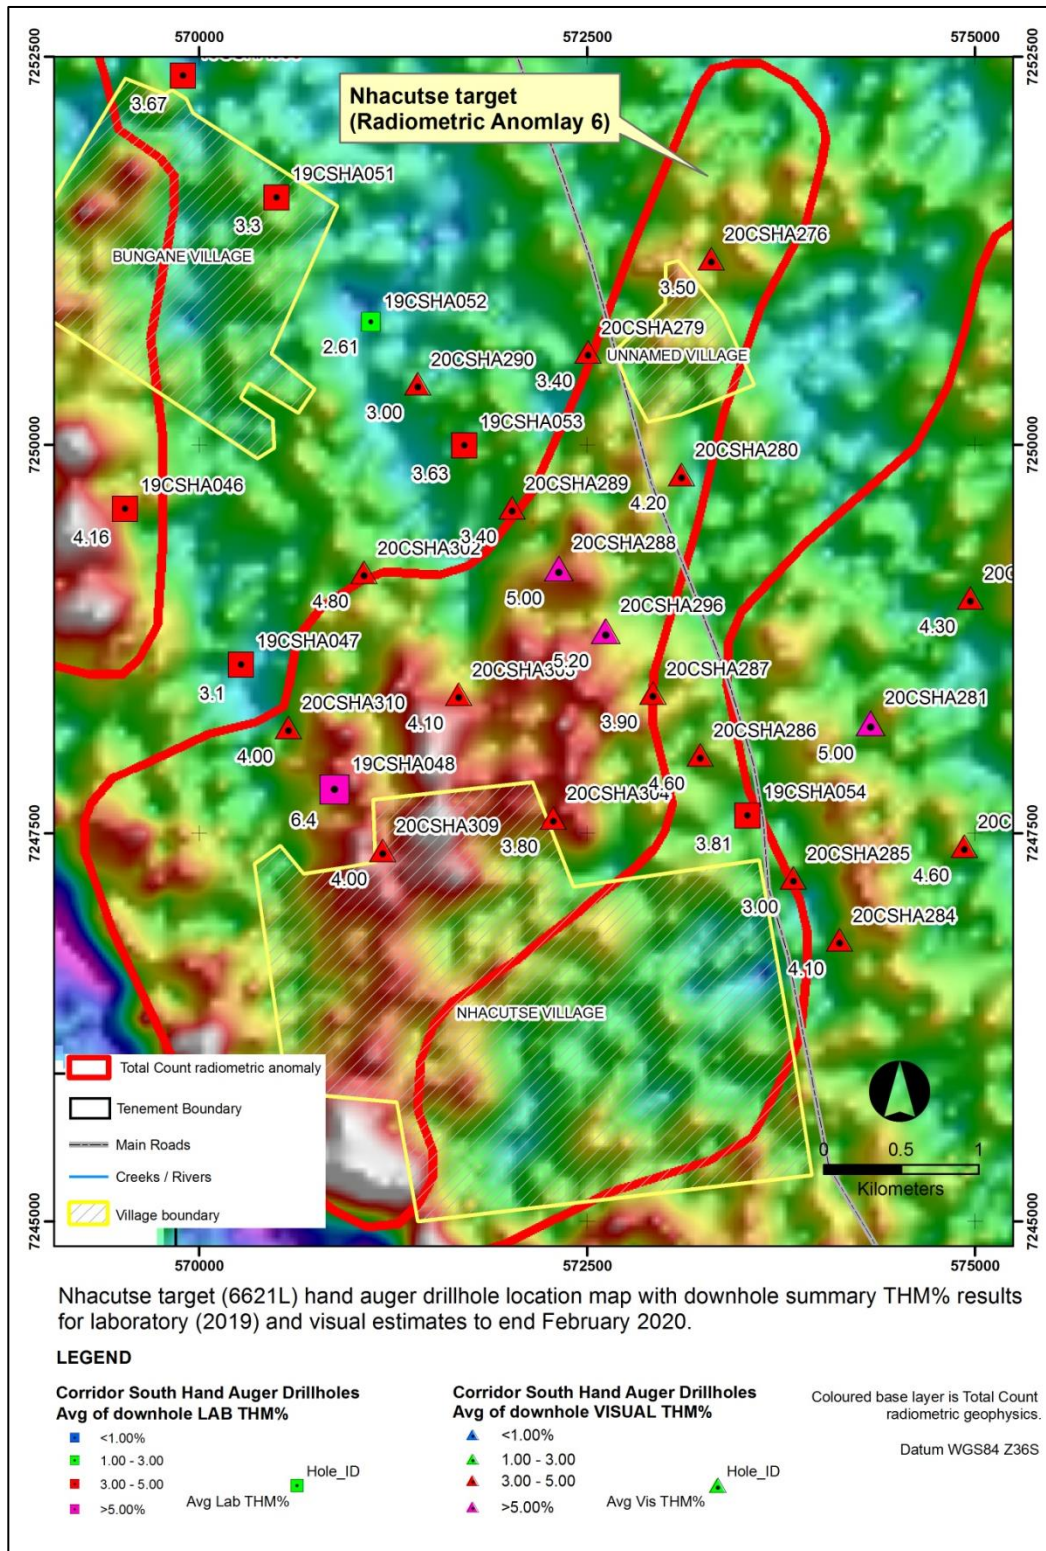 570000
572500
575000
7252500
7252500
Nhacutse target
(Radiometric Anomlay 6)
3.67
19CSHA051
3.3
BUNGANE VILLAGE
20CSHA276
3.50
19CSHA052
2.61
20CSHA279
UNNAMED VILLAGE
3.40
20CSHA290
3.00
19CSHA053
3.63
7250000
7250000
20CSHA280
4.20
19CSHA046
4.16
20CSHA289
3.40
20CSHA302
4.80
20CSHA288
5.00
4.30
20CSHA296
5.20
19CSHA047
3.1
4.10
20CSHA287
3.90
20CSHA281
5.00
20CSHA310
4.00
20CSHA286
4.60
19CSHA048
6.4
19CSHA054
3.81
20CSHA304
3.80
7247500
7247500
20CSHA309
4.00
4.60
20CSHA285
3.00
20CSHA284
4.10
NHACUTSE VILLAGE
Total Count radiometric anomaly
Tenement Boundary
Main Roads
Creeks / Rivers
Village boundary
0 0.5 1
Kilometers
7245000
7245000
570000
572500
575000
Nhacutse target (6621L) hand auger drillhole location map with downhole summary THM% results
for laboratory (2019) and visual estimates to end February 2020.
LEGEND
Corridor South Hand Auger Drillholes
Avg of downhole LAB THM%
<1.00%
1.00 - 3.00
3.00 - 5.00
>5.00%
Hole_ID
Avg Lab THM%
Corridor South Hand Auger Drillholes
Avg of downhole VISUAL THM%
<1.00%
1.00 - 3.00
3.00 - 5.00
>5.00%
Hole_ID
Avg Vis THM%
Coloured base layer is Total Count
radiometric geophysics.
Datum WGS84 Z36S